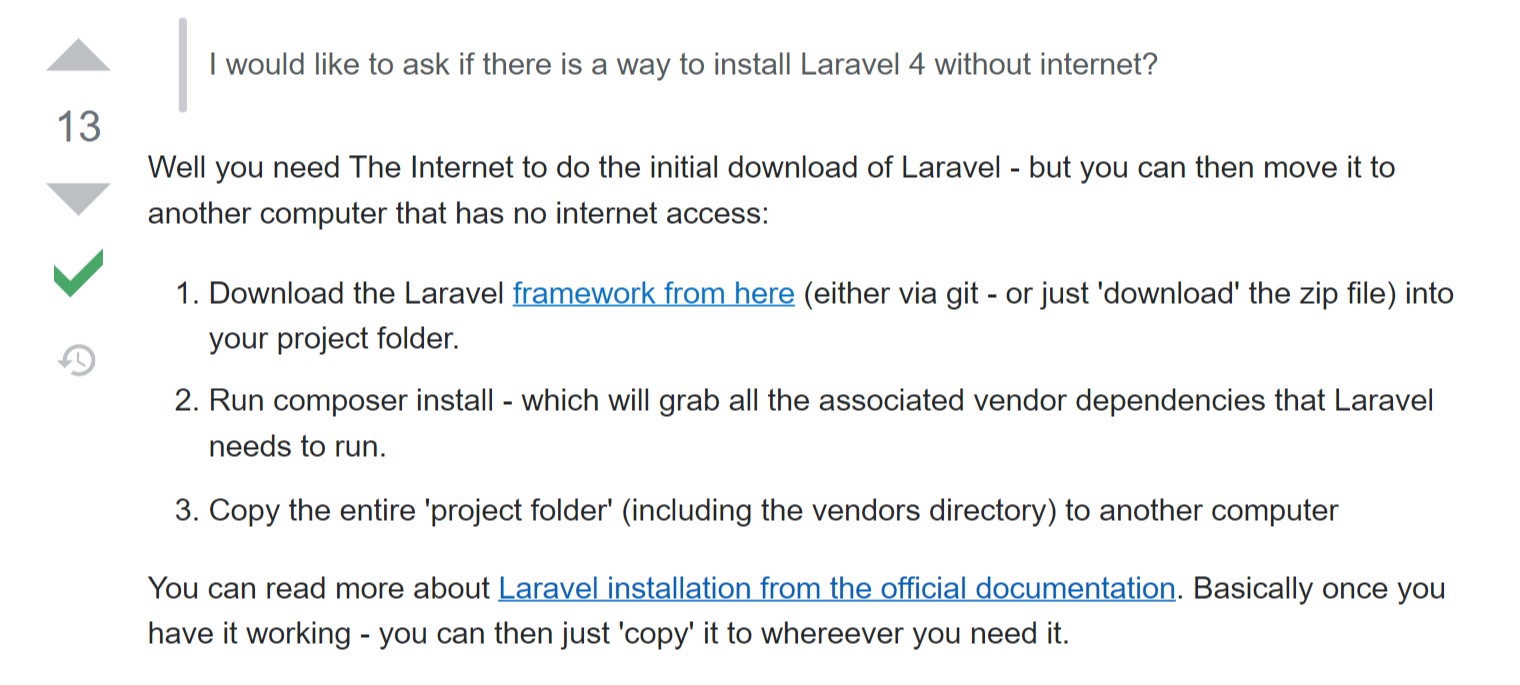 I would like to ask if there is a way to install Laravel 4 without internet?
13
Well you need The Internet to do the initial download of Laravel - but you can then move it to
another computer that has no internet access:
1. Download the Laravel framework from here (either via git - or just 'download' the zip file) into
your project folder.
2. Run composer install - which will grab all the associated vendor dependencies that Laravel
needs to run.
3. Copy the entire 'project folder' (including the vendors directory) to another computer
You can read more about Laravel installation from the official documentation. Basically once you
have it working - you can then just 'copy' it to whereever you need it.